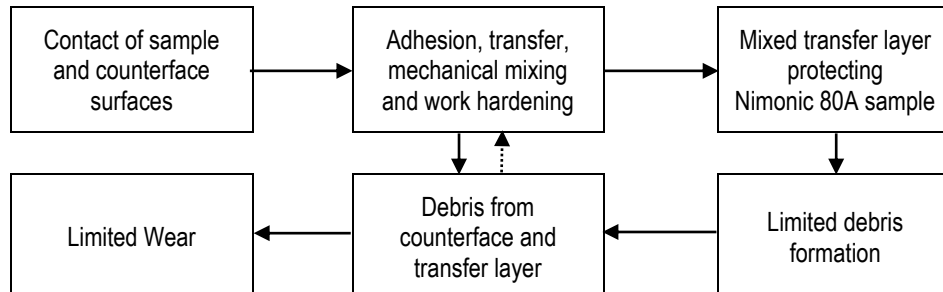 Contact of sample
and counterface
surfaces
Adhesion, transfer,
mechanical mixing
and work hardening
Mixed transfer layer
protecting
Nimonic 80A sample
Limited Wear
Debris from
counterface and
transfer layer
Limited debris
formation